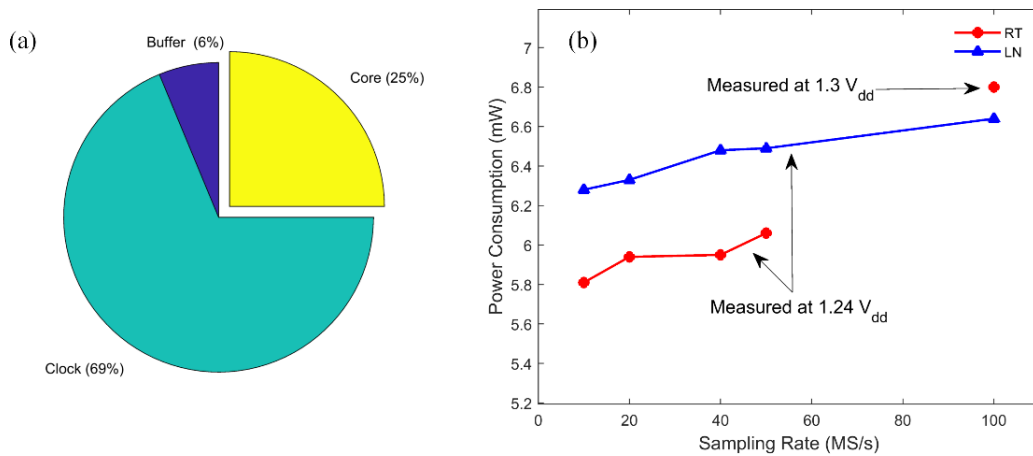 (a)
Buffer (6%)
Core (25%)
Clock (69%)
(b)
RT
LN
Measured at 1.3 Vdd
Measured at 1.24 Vdd
Power Consumption (mW)
7
6.8
6.6
6.4
6.2
6
5.8
5.6
5.4
5.2
0
20
40
60
80
100
Sampling Rate (MS/s)